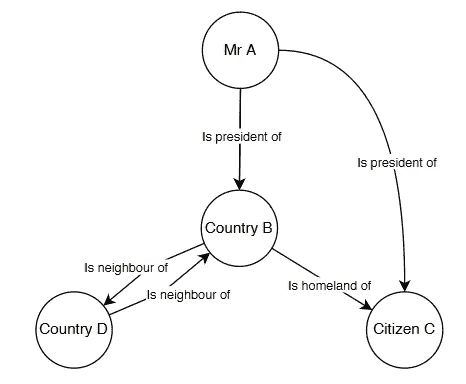 Mr A
Is president of
Is president of
Country B
Is neighbour of
Is homeland of
Is neighbour of
Country D
Citizen C